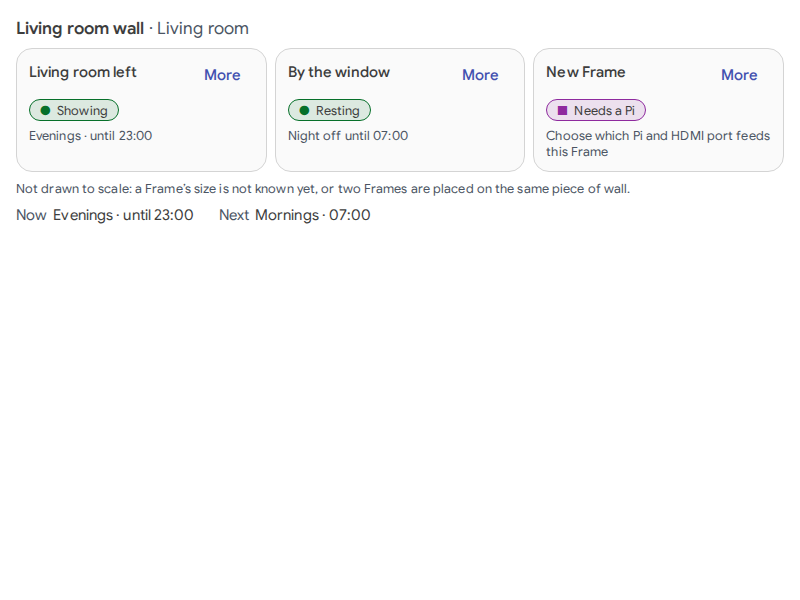 Living room wall · Living room
Living room left
More
Showing
Evenings · until 23:00
By the window
More
Resting
Night off until 07:00
New Frame
More
Needs a Pi
Choose which Pi and HDMI port feeds
this Frame
Not drawn to scale: a Frame’s size is not known yet, or two Frames are placed on the same piece of wall.
Now Evenings · until 23:00 Next Mornings · 07:00